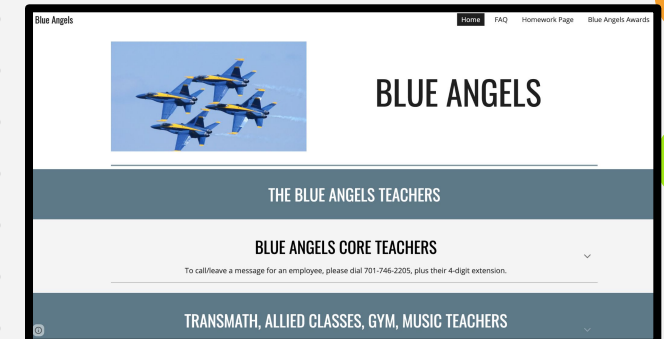 Blue Angels
Home FAQ Homework Page Blue Angels Awards
BLUE ANGELS
THE BLUE ANGELS TEACHERS
BLUE ANGELS CORE TEACHERS
To call/leave a message for an employee, please dial 701-746-2205, plus their 4-digit extension.
TRANSMATH, ALLIED CLASSES, GYM, MUSIC TEACHERS